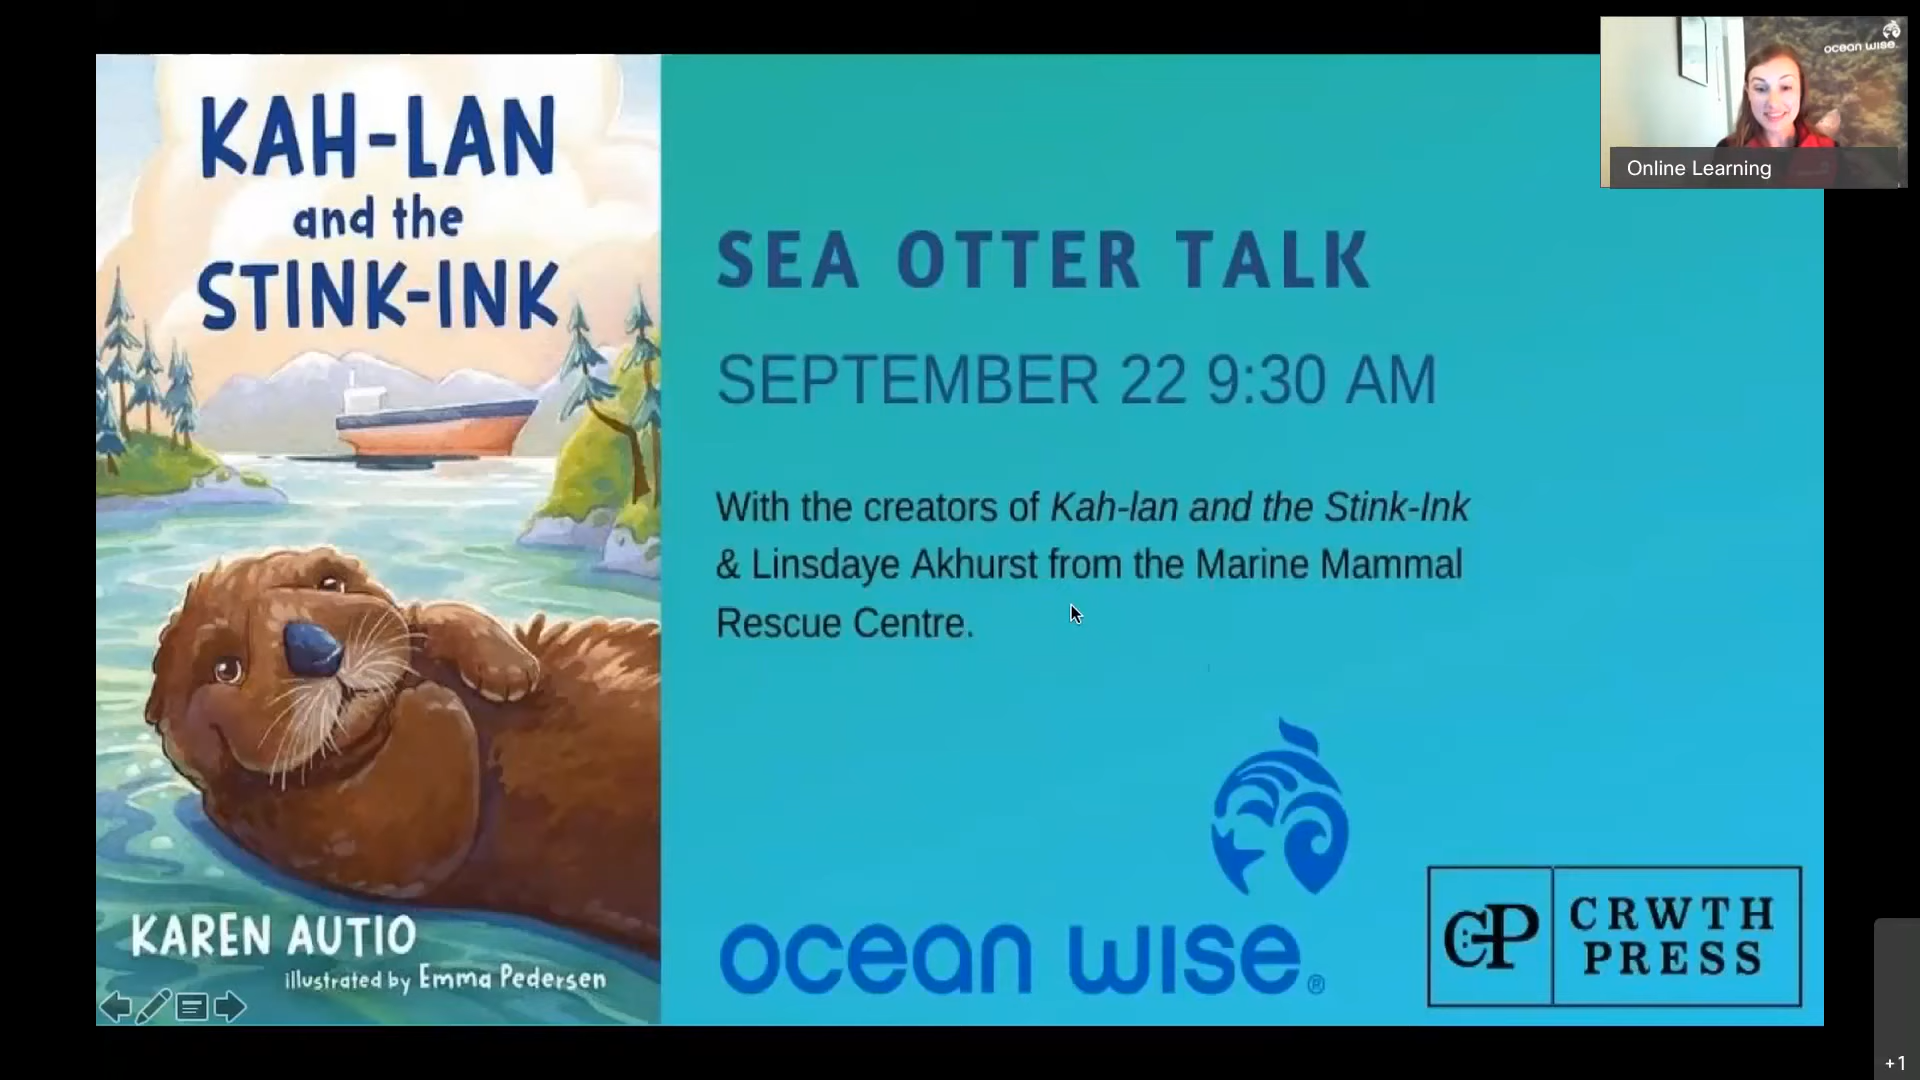 KAH-LAN
and the
STINK-INK
KAREN AUTIO
illustrated by Emma Pedersen
SEA OTTER TALK
SEPTEMBER 22 9:30 AM
With the creators of Kah-lan and the Stink-Ink
& Linsdaye Akhurst from the Marine Mammal
Rescue Centre.
ocean wise®
CP
CRWTH
PRESS
ocean wise
Online Learning
+1